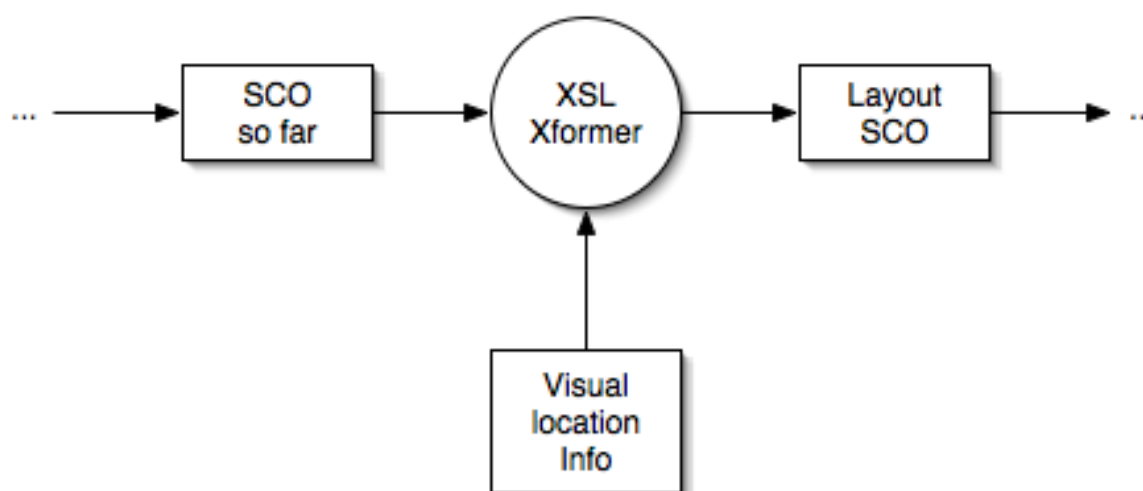 ...
SCO
so far
XSL
Xformer
Layout
SCO
..
Visual
location
Info